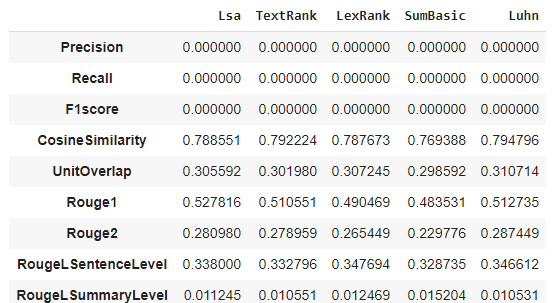 Lsa TextRank LexRank SumBasic Luhn
Precision 0.000000 0.000000 0.000000 0.000000 0.000000
Recall 0.000000 0.000000 0.000000 0.000000 0.000000
F1score 0.000000 0.000000 0.000000 0.000000 0.000000
CosineSimilarity 0.788551 0.792224 0.787673 0.769388 0.794796
UnitOverlap 0.305592 0.301980 0.307245 0.298592 0.310714
Rouge1 0.527816 0.510551 0.490469 0.483531 0.512735
Rouge2 0.280980 0.278959 0.265449 0.229776 0.287449
RougeLSentenceLevel 0.338000 0.332796 0.347694 0.328735 0.346612
RougeLSummaryLevel 0.011245 0.010551 0.012469 0.015204 0.010531